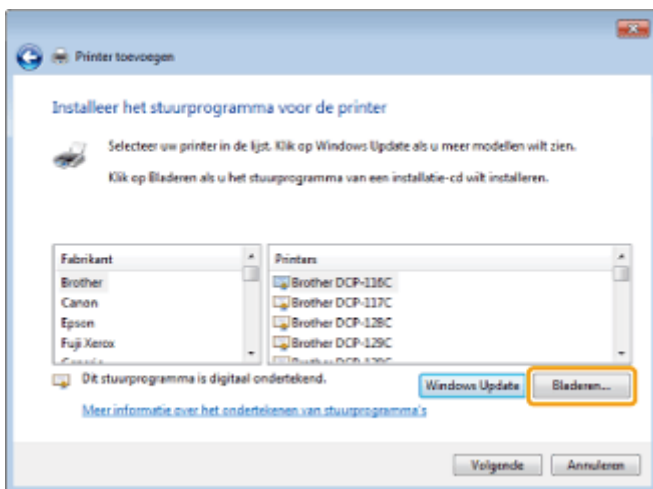 Printer toevoegen
Installeer het stuurprogramma voor de printer
Selecteer uw printer in de lijst. Klik op Windows Update als u meer modellen wilt zien.
Klik op Bladeren als u het stuurprogramma van een installatie-cd wilt installeren.
Fabrikant
Brother
Canon
Epson
Fuji Xerox
Printers
Brother DCP-116C
Brother DCP-117C
Brother DCP-128C
Brother DCP-129C
Dit stuurprogramma is digitaal ondertekend.
Windows Update
Bladeren...
Meer informatie over het ondertekenen van stuurprogramma's
Volgende
Annuleren